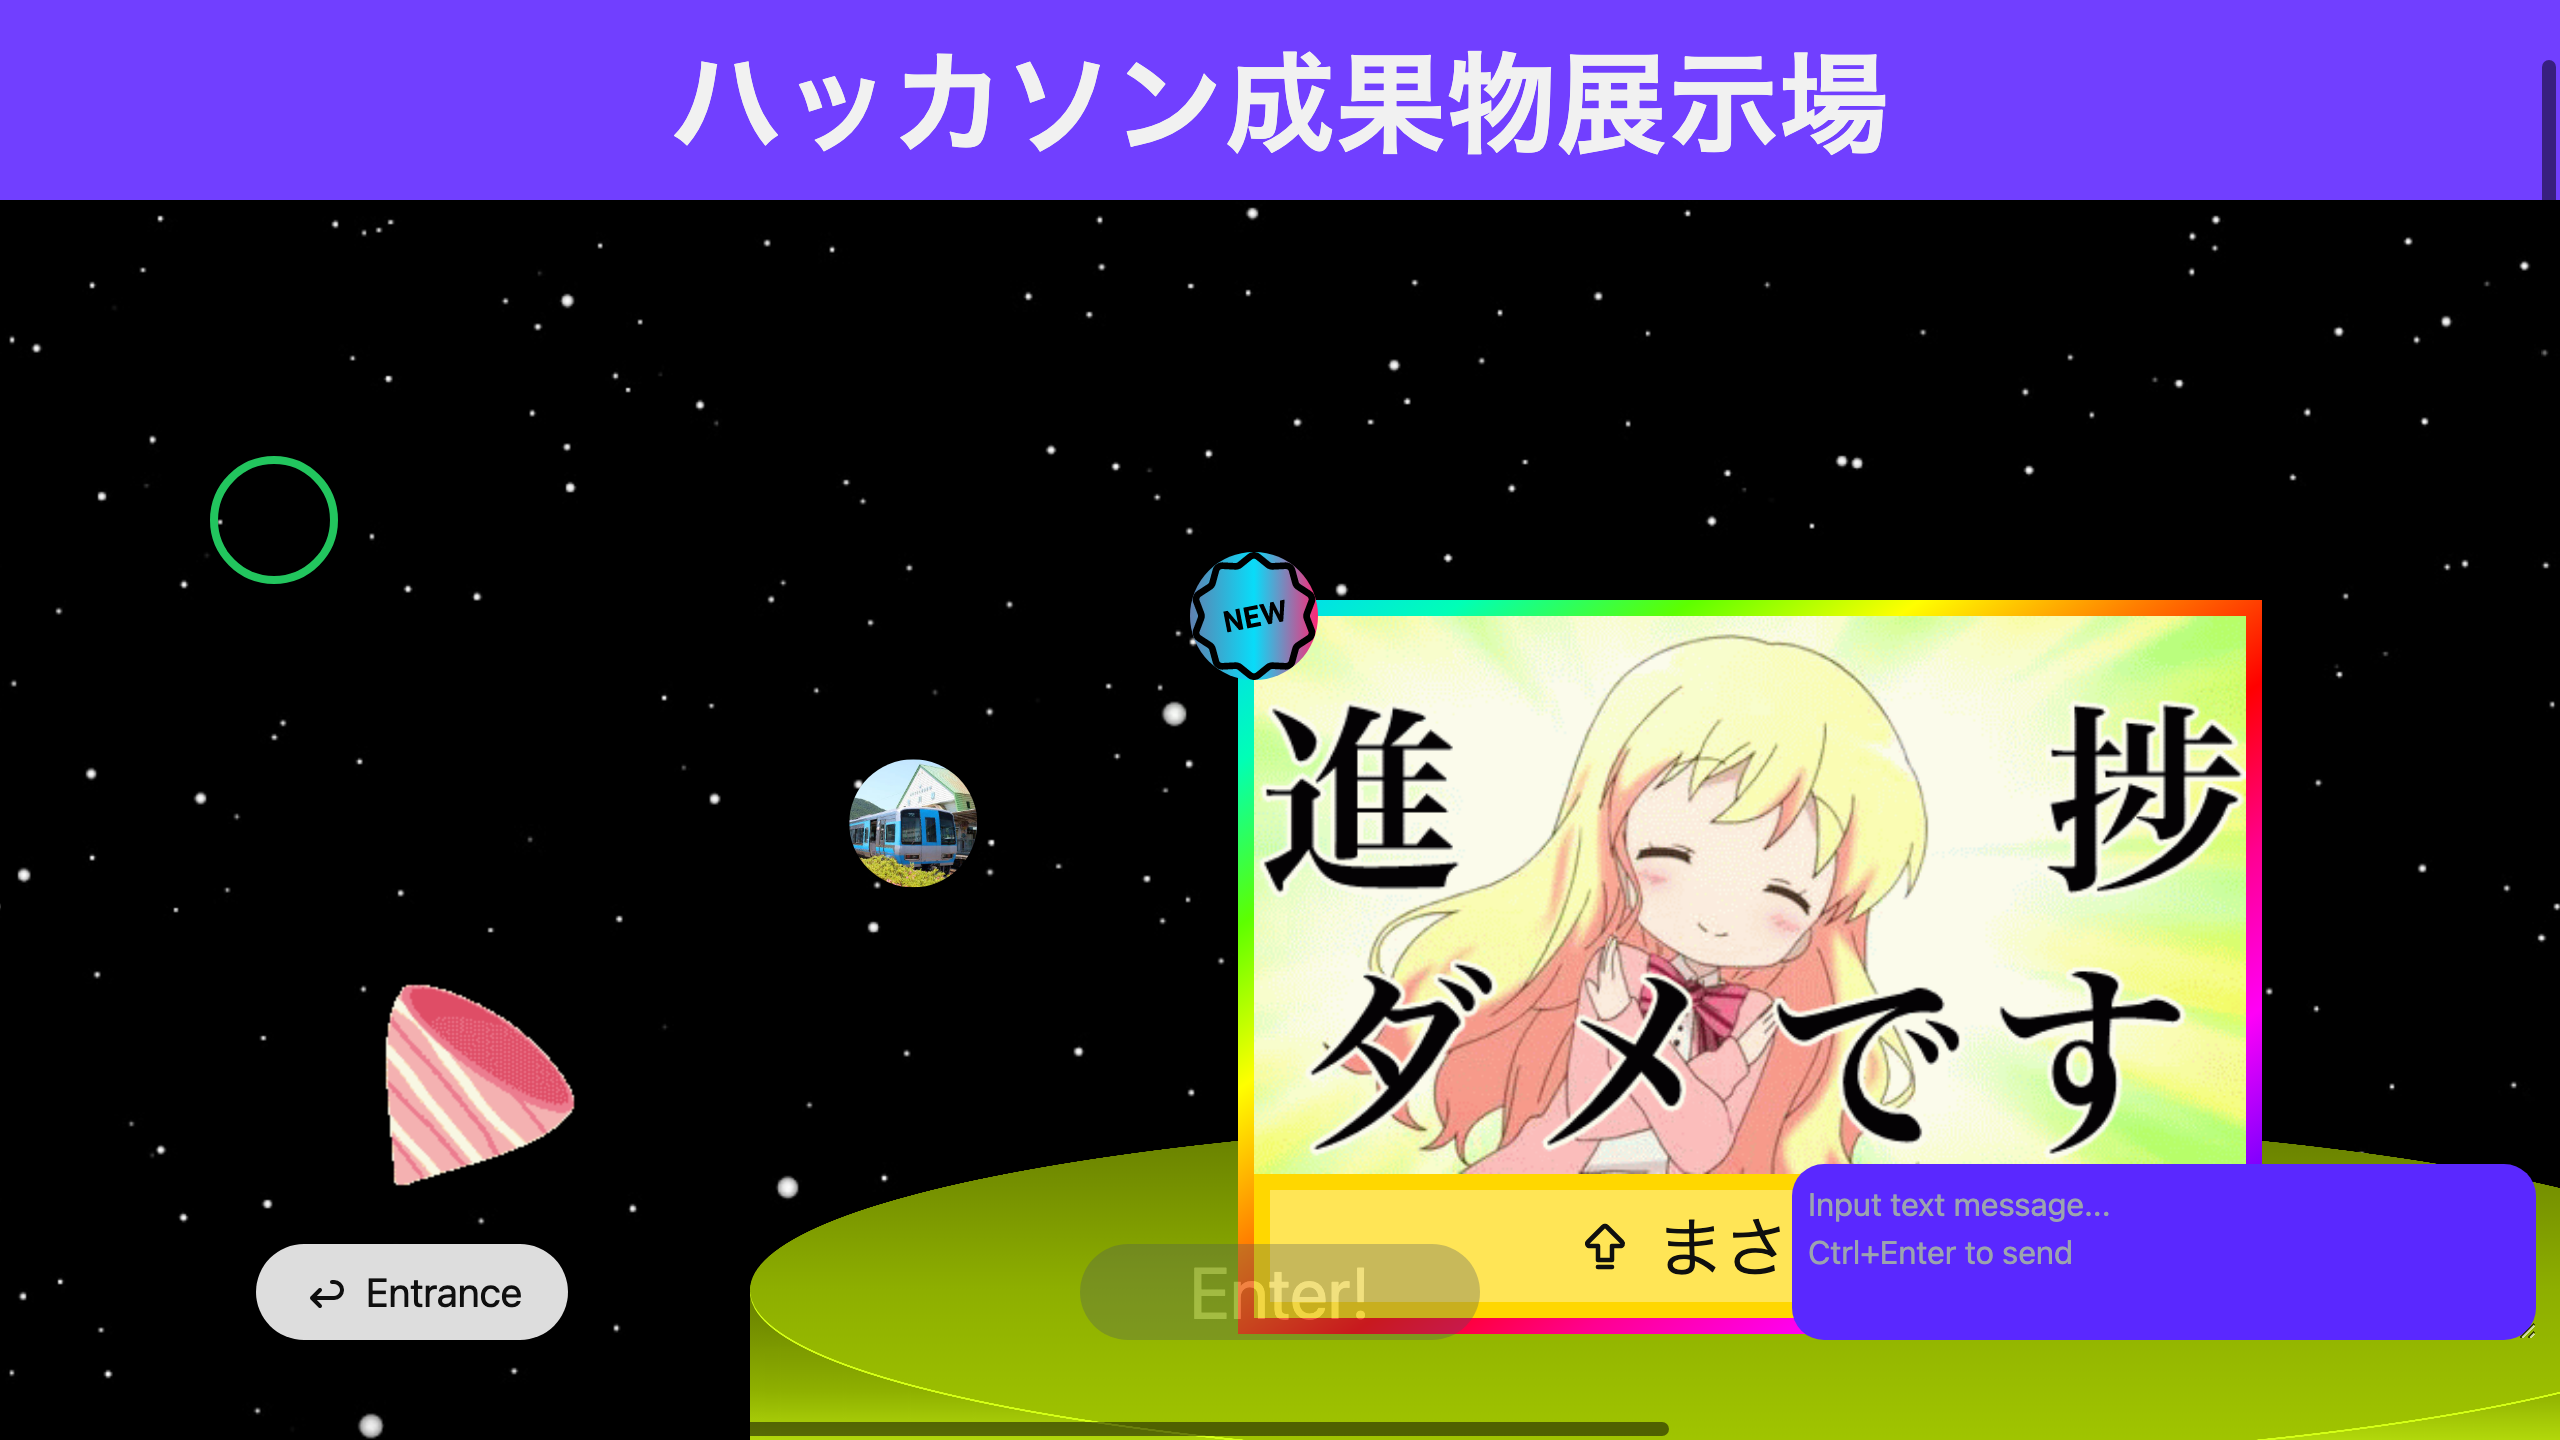 ハッカソン成果物展示場
NEW
進 捗
ダメです
まさ
Input text message...
Ctrl+Enter to send
Entrance
Enter!